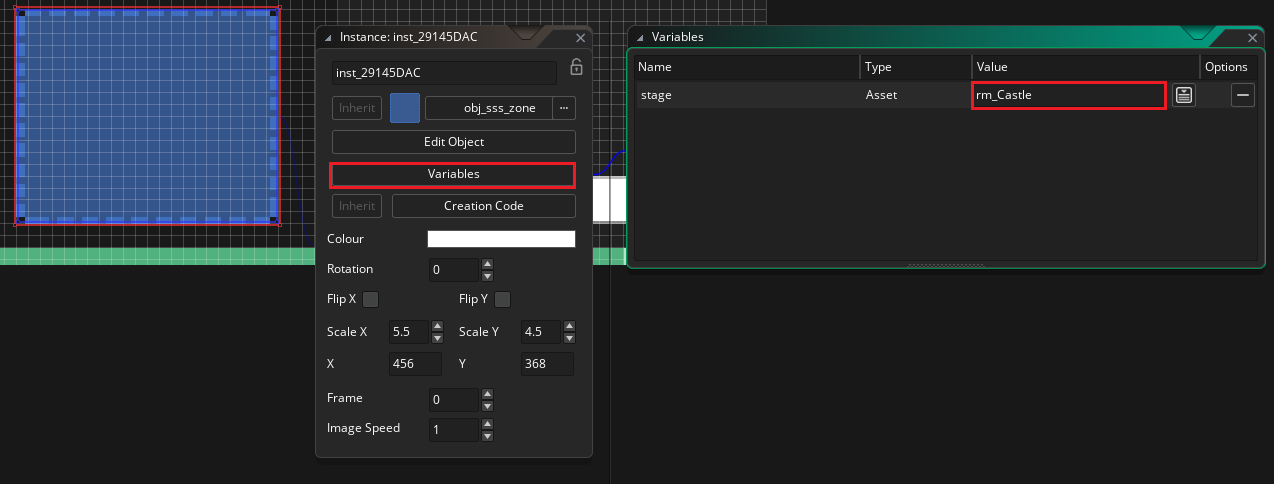 Instance: inst_29145DAC
inst_29145DAC
Inherit obj_sss_zone ...
Edit Object
Variables
Inherit Creation Code
Colour
Rotation 0
Flip X Flip Y
Scale X 5.5 Scale Y 4.5
X 456 Y 368
Frame 0
Image Speed 1
Variables
Name Type Value Options
stage Asset rm_Castle